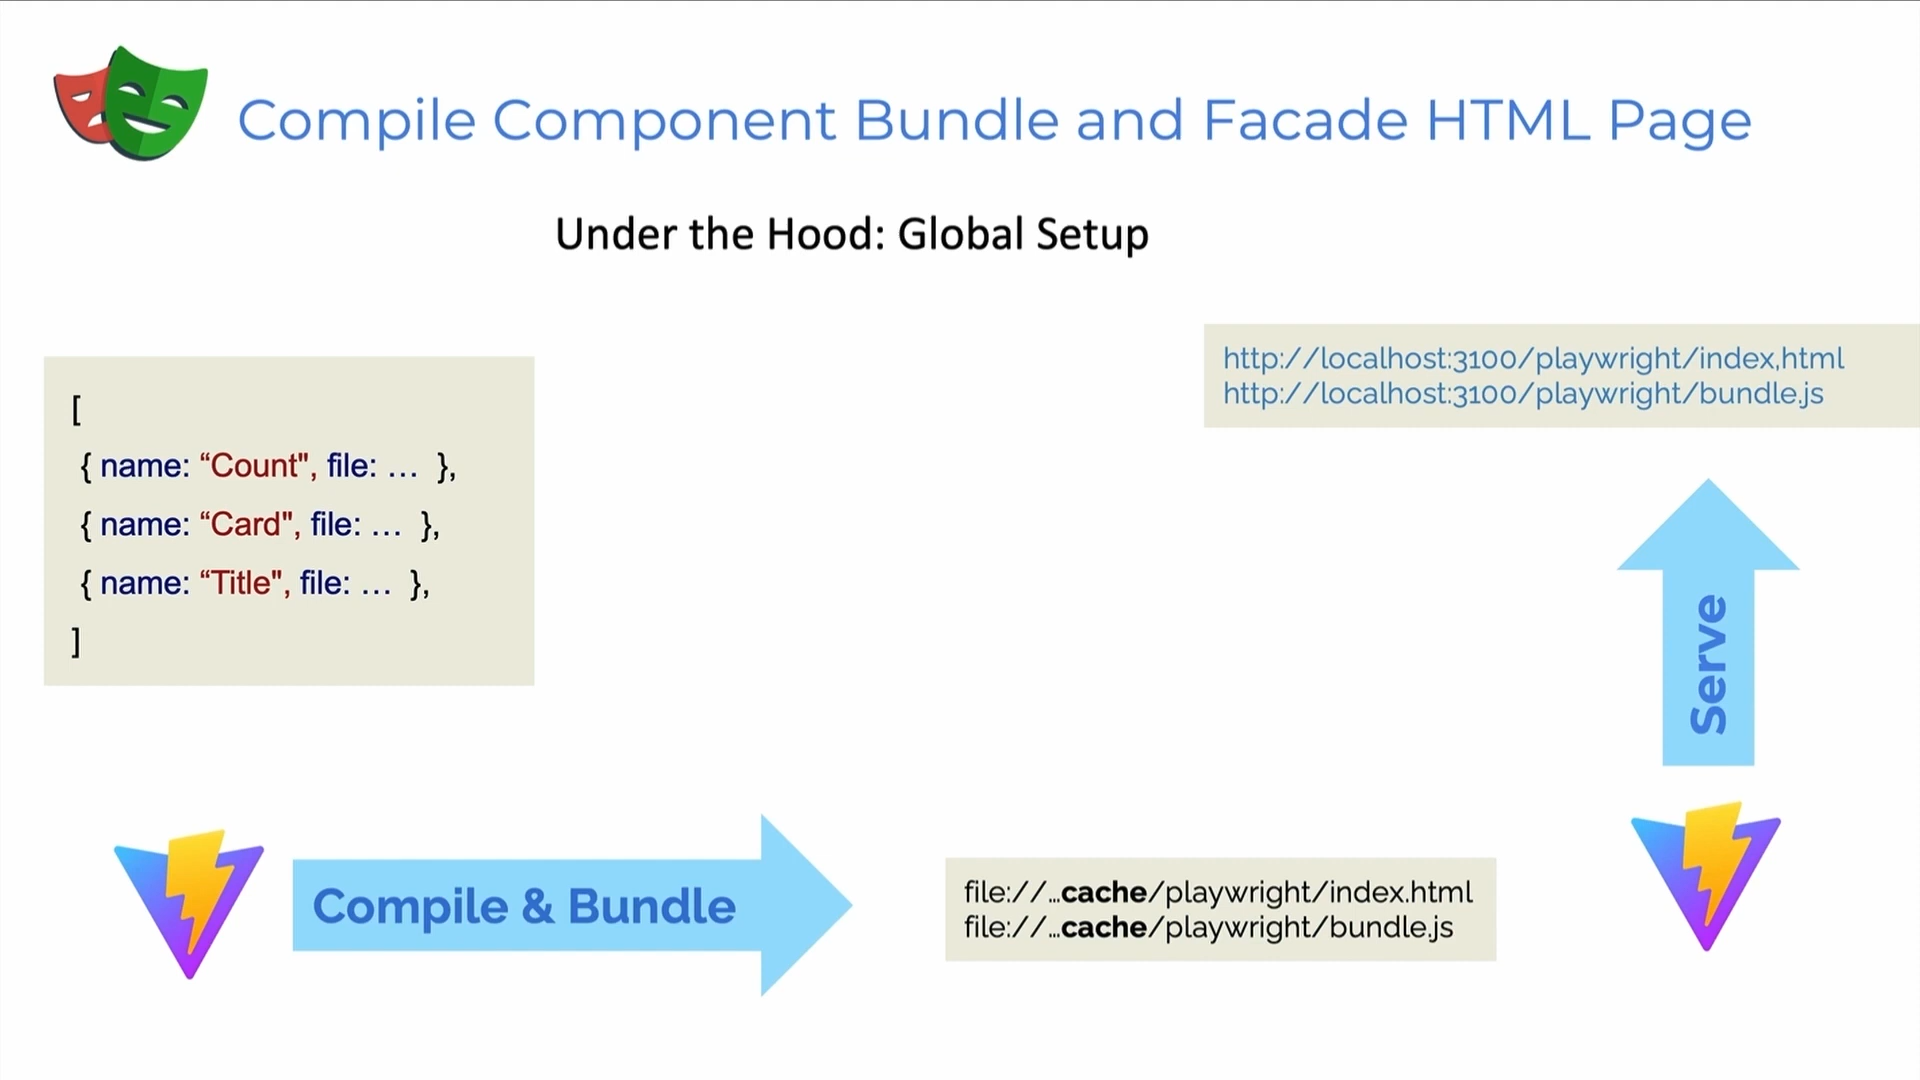 Compile Component Bundle and Facade HTML Page
Under the Hood: Global Setup
[
{ name: “Count", file: … },
{ name: “Card", file: … },
{ name: “Title", file: … },
]
http://localhost:3100/playwright/index,html
http://localhost:3100/playwright/bundle.js
Serve
Compile & Bundle
file://…cache/playwright/index.html
file://…cache/playwright/bundle.js